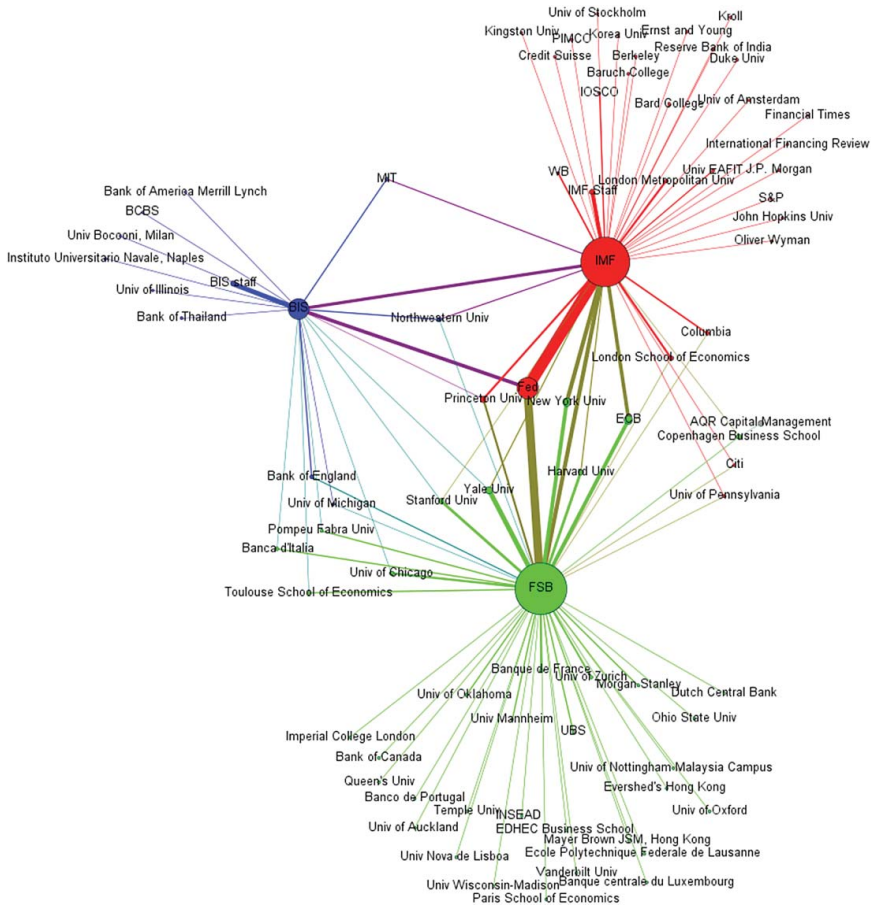 Univ of Stockholm
Kroll
Kingston Univ
PIMCO
Korea Univ
Ernst and Young
Reserve Bank of India
Credit Suisse
Berkeley
Duke Univ
Baruch College
IOSCO
Bard College
Univ of Amsterdam
Financial Times
International Financing Review
WB
Univ EAFIT
J.P. Morgan
MIT
London Metropolitan Univ
IMF Staff
Bank of America Merrill Lynch
S&P
BCBS
John Hopkins Univ
Univ Bocconi, Milan
Oliver Wyman
Instituto Universitario Navale, Naples
IMF
BIS staff
Univ of Illinois
BIS
Bank of Thailand
Northwestern Univ
Columbia
London School of Economics
Fed
Princeton Univ
New York Univ
ECB
AQR Capital Management
Copenhagen Business School
Citi
Harvard Univ
Bank of England
Yale Univ
Univ of Pennsylvania
Stanford Univ
Univ of Michigan
Pompeu Fabra Univ
Banca d'Italia
Univ of Chicago
FSB
Toulouse School of Economics
Banque de France
Univ of Zurich
Morgan Stanley
Dutch Central Bank
Univ of Oklahoma
Univ Mannheim
Ohio State Univ
UBS
Imperial College London
Bank of Canada
Univ of Nottingham-Malaysia Campus
Queen's Univ
Evershed's Hong Kong
Banco de Portugal
Temple Univ
INSEAD
Univ of Oxford
Univ of Auckland
EDHEC Business School
Mayer Brown JSM, Hong Kong
Univ Nova de Lisboa
Ecole Polytechnique Federale de Lausanne
Vanderbilt Univ
Univ Wisconsin-Madison
Banque centrale du Luxembourg
Paris School of Economics